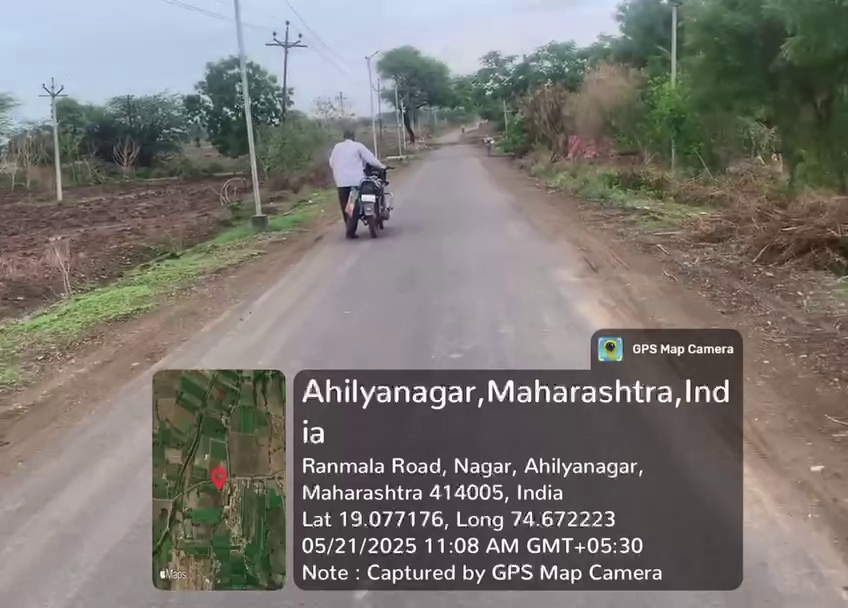 GPS Map Camera
Ahilyanagar,Maharashtra,Ind
ia
Ranmala Road, Nagar, Ahilyanagar,
Maharashtra 414005, India
Lat 19.077176, Long 74.672223
05/21/2025 11:08 AM GMT+05:30
Note : Captured by GPS Map Camera
Maps